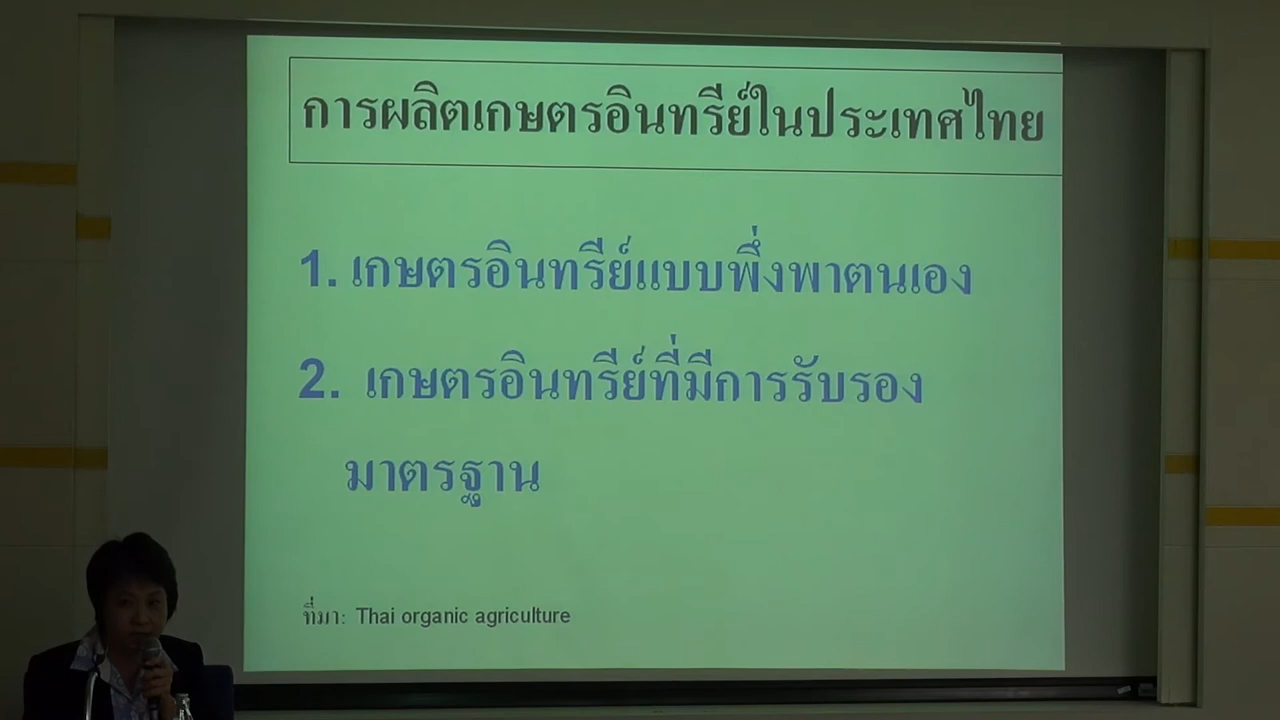 การผลิตเกษตรอินทรีย์ในประเทศไทย
1. เกษตรอินทรีย์แบบพึ่งพาตนเอง
2. เกษตรอินทรีย์ที่มีการรับรอง
มาตรฐาน
ที่มา: Thai organic agriculture